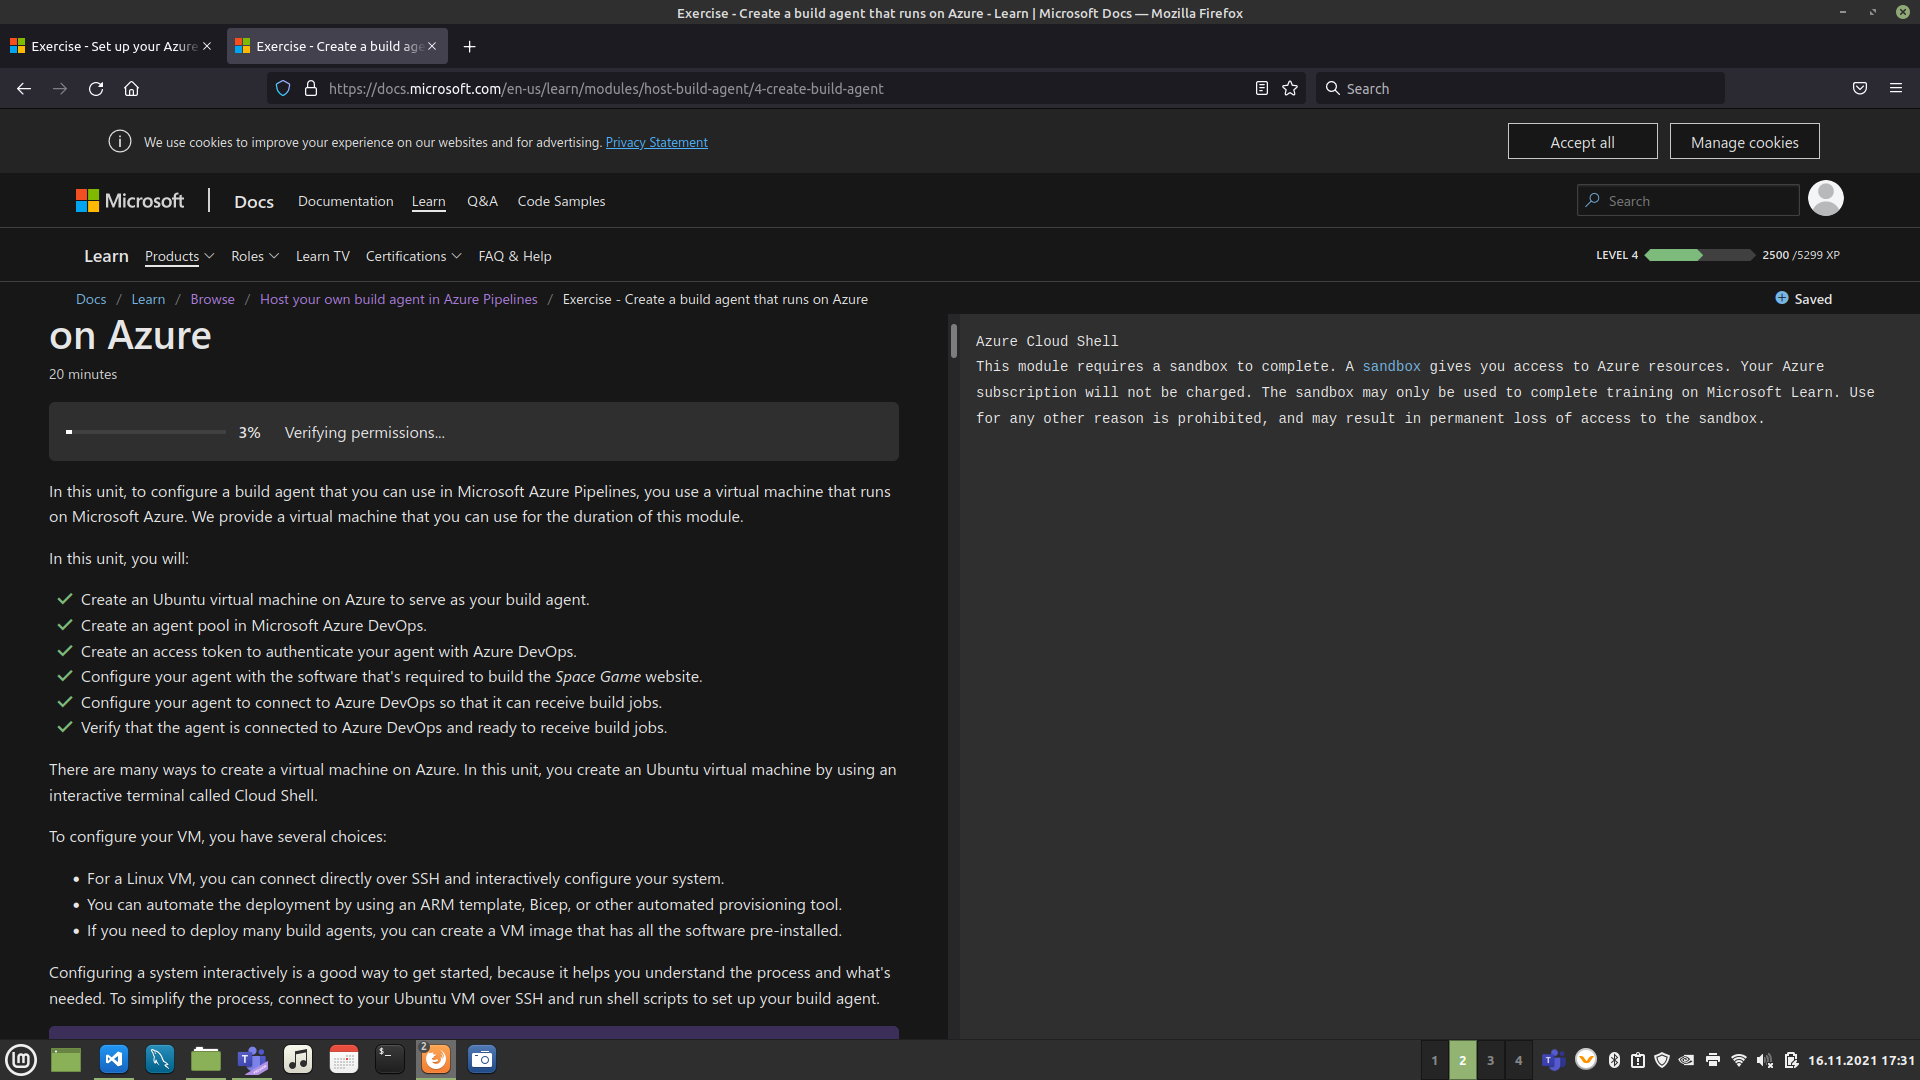 Exercise - Create a build agent that runs on Azure - Learn | Microsoft Docs — Mozilla Firefox
Exercise - Set up your Azure
Exercise - Create a build age
https://docs.microsoft.com/en-us/learn/modules/host-build-agent/4-create-build-agent
Search
We use cookies to improve your experience on our websites and for advertising. Privacy Statement
Accept all
Manage cookies
Microsoft
Docs
Documentation
Learn
Q&A
Code Samples
Search
Learn
Products
Roles
Learn TV
Certifications
FAQ & Help
LEVEL 4
2500 /5299 XP
Docs / Learn / Browse / Host your own build agent in Azure Pipelines / Exercise - Create a build agent that runs on Azure
Saved
on Azure
20 minutes
3%
Verifying permissions...
In this unit, to configure a build agent that you can use in Microsoft Azure Pipelines, you use a virtual machine that runs
on Microsoft Azure. We provide a virtual machine that you can use for the duration of this module.
In this unit, you will:
Create an Ubuntu virtual machine on Azure to serve as your build agent.
Create an agent pool in Microsoft Azure DevOps.
Create an access token to authenticate your agent with Azure DevOps.
Configure your agent with the software that's required to build the Space Game website.
Configure your agent to connect to Azure DevOps so that it can receive build jobs.
Verify that the agent is connected to Azure DevOps and ready to receive build jobs.
There are many ways to create a virtual machine on Azure. In this unit, you create an Ubuntu virtual machine by using an
interactive terminal called Cloud Shell.
To configure your VM, you have several choices:
• For a Linux VM, you can connect directly over SSH and interactively configure your system.
• You can automate the deployment by using an ARM template, Bicep, or other automated provisioning tool.
• If you need to deploy many build agents, you can create a VM image that has all the software pre-installed.
Configuring a system interactively is a good way to get started, because it helps you understand the process and what's
needed. To simplify the process, connect to your Ubuntu VM over SSH and run shell scripts to set up your build agent.
Azure Cloud Shell
This module requires a sandbox to complete. A sandbox gives you access to Azure resources. Your Azure
subscription will not be charged. The sandbox may only be used to complete training on Microsoft Learn. Use
for any other reason is prohibited, and may result in permanent loss of access to the sandbox.
2
1 2 3 4
16.11.2021 17:31